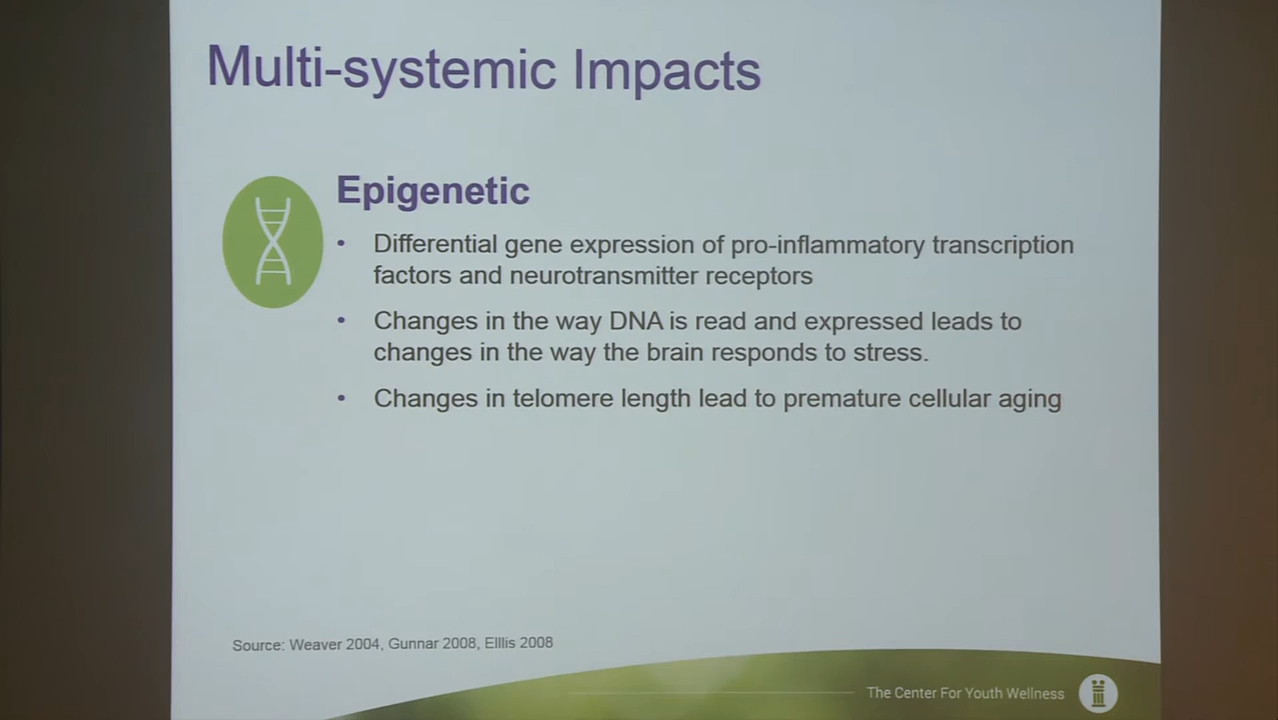 Multi-systemic Impacts
Epigenetic
• Differential gene expression of pro-inflammatory transcription
factors and neurotransmitter receptors
• Changes in the way DNA is read and expressed leads to
changes in the way the brain responds to stress.
• Changes in telomere length lead to premature cellular aging
Source: Weaver 2004, Gunnar 2008, Elllis 2008
The Center For Youth Wellness